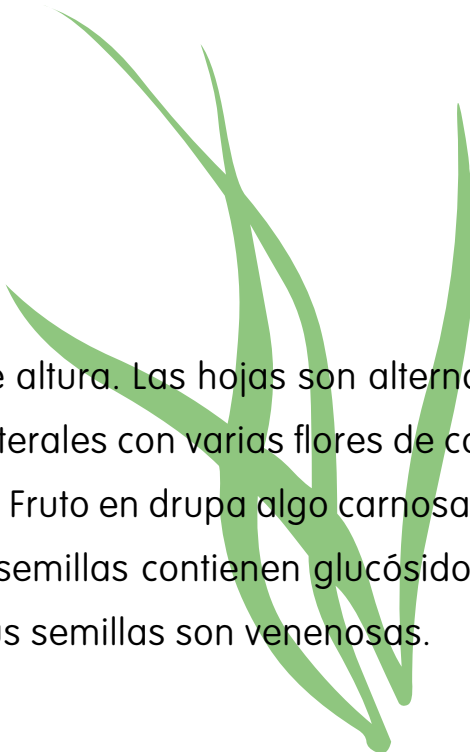 e altura. Las hojas son alterna
terales con varias flores de co
Fruto en drupa algo carnosa
semillas contienen glucósido
us semillas son venenosas.